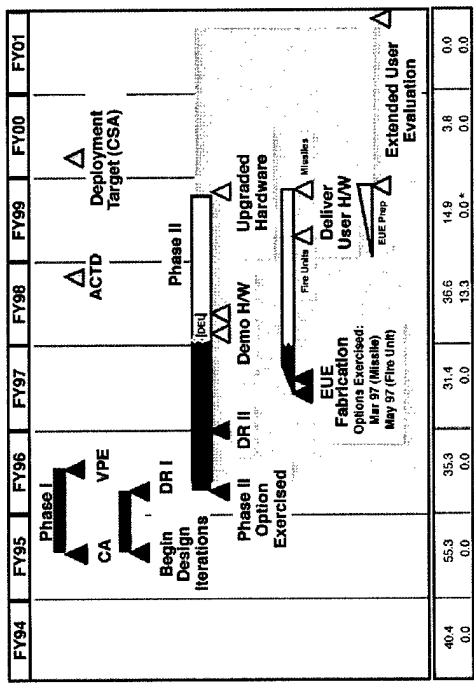 FY94 FY95 FY96 FY97 FY98 FY99 FY00 FY01
Phase I
CA VPE
ACTD
Deployment
Target (CSA)
Begin
Design
Iterations
DR I
Phase II
[DEL]
Phase II
Option
Exercised
DR II
Demo H/W
Upgraded
Hardware
EUE
Fabrication
Options Exercised:
Mar 97 (Missile)
May 97 (Fire Unit)
Fire Units
Missiles
Deliver
User H/W
EUE Prep
Extended User
Evaluation
40.4 55.3 35.3 31.4 36.6 14.9 3.8 0.0
0.0 0.0 0.0 0.0 13.3 0.0* 0.0 0.0